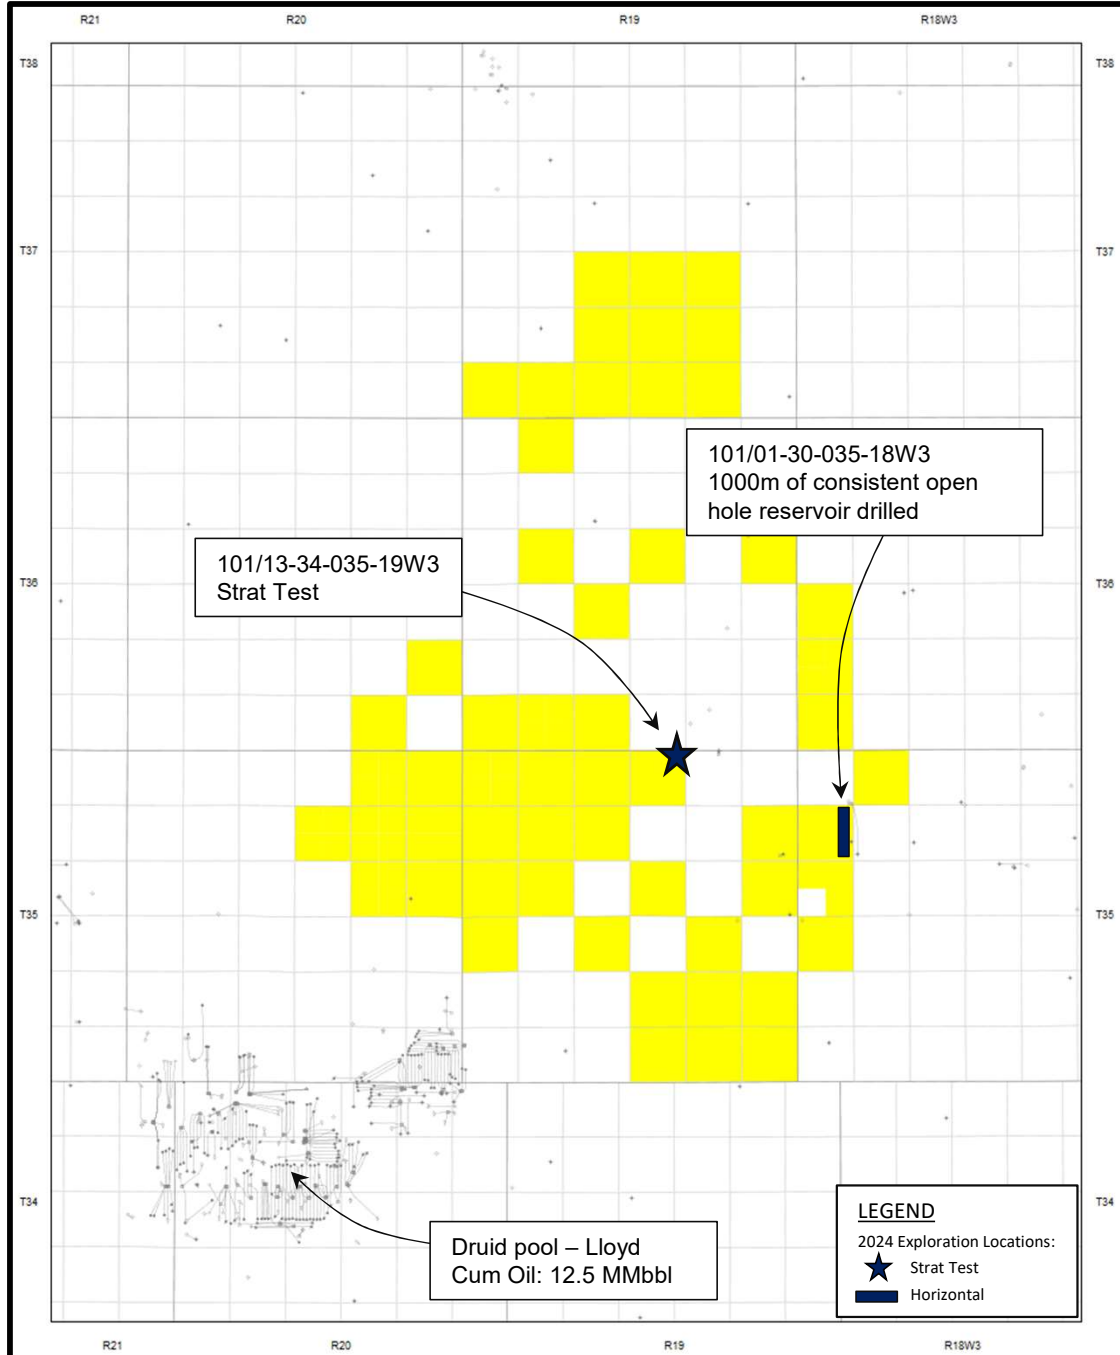 R21 R20 R19 R18W3
T38 T38
T37 T37
101/01-30-035-18W3
1000m of consistent open
hole reservoir drilled
101/13-34-035-19W3
Strat Test
T36 T36
T35 T35
T34 T34
LEGEND
2024 Exploration Locations:
Strat Test
Horizontal
Druid pool – Lloyd
Cum Oil: 12.5 MMbbl
R21 R20 R19 R18W3